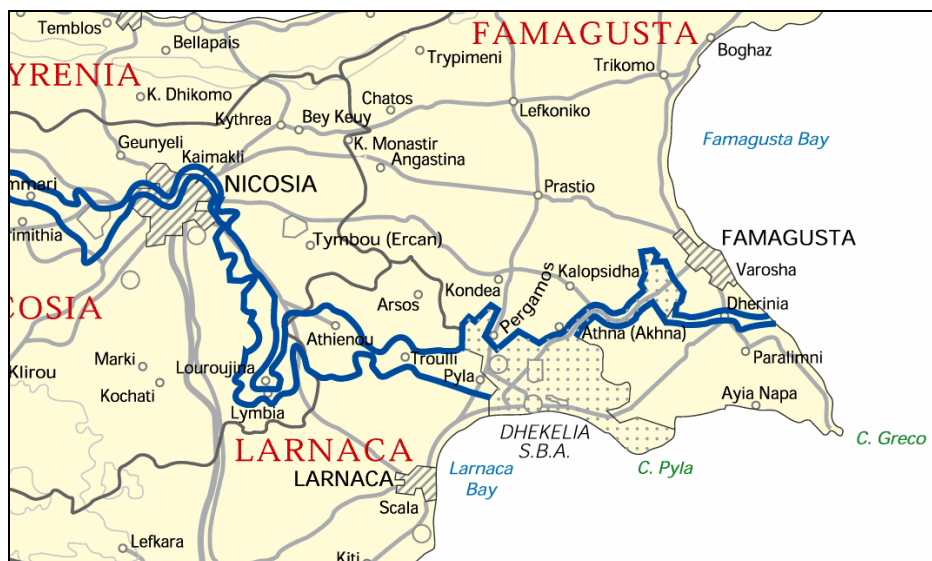 Temblos
Bellapais
FAMAGUSTA
Boghaz
Trypimeni
Trikomo
YRENIA
K. Dhikomo
Chatos
Lefkoniko
Kythrea
Bey Keuy
Famagusta Bay
Geunyeli
K. Monastir
Kaimakli
Angastina
mmari
NICOSIA
Prastio
rimithia
Tymbou (Ercan)
FAMAGUSTA
Varosha
Kalopsidha
Kondea
Pergamos
Arsos
Dherinia
COSIA
Athienou
Athna (Akhna)
Marki
Troulli
Paralimni
Klirou
Louroujina
Pyla
Kochati
Lymbia
Ayia Napa
DHEKELIA
S.B.A.
C. Greco
LARNACA
Larnaca
Bay
C. Pyla
LARNACA
Scala
Lefkara
Kiti